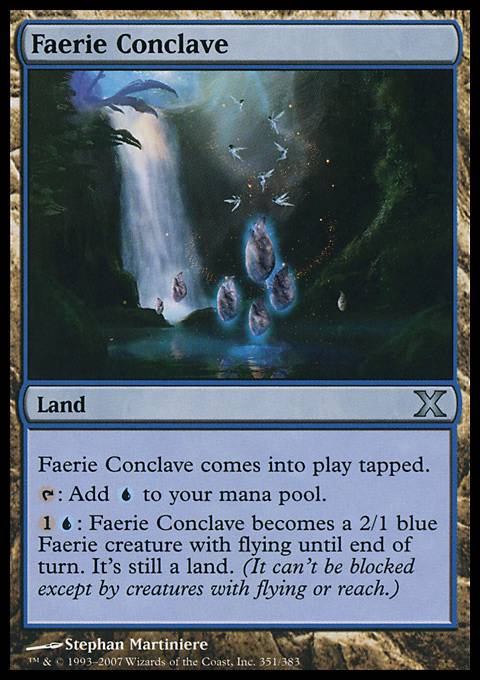 Faerie Conclave
Land
X
Faerie Conclave comes into play tapped.
: Add to your mana pool.
1 : Faerie Conclave becomes a 2/1 blue
Faerie creature with flying until end of
turn. It's still a land. (It can't be blocked
except by creatures with flying or reach.)
Stephan Martiniere
™ & © 1993–2007 Wizards of the Coast, Inc. 351/383